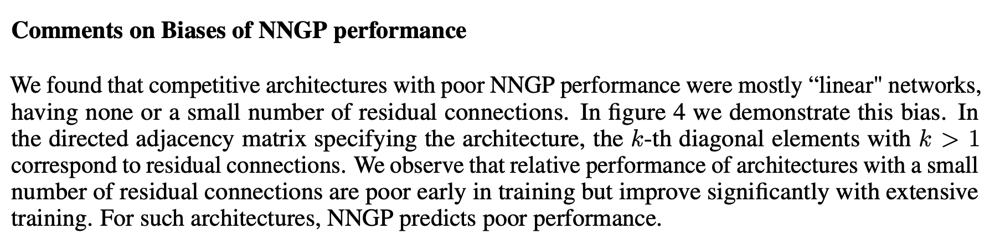 Comments on Biases of NNGP performance
We found that competitive architectures with poor NNGP performance were mostly “linear" networks,
having none or a small number of residual connections. In figure 4 we demonstrate this bias. In
the directed adjacency matrix specifying the architecture, the k-th diagonal elements with k > 1
correspond to residual connections. We observe that relative performance of architectures with a small
number of residual connections are poor early in training but improve significantly with extensive
training. For such architectures, NNGP predicts poor performance.